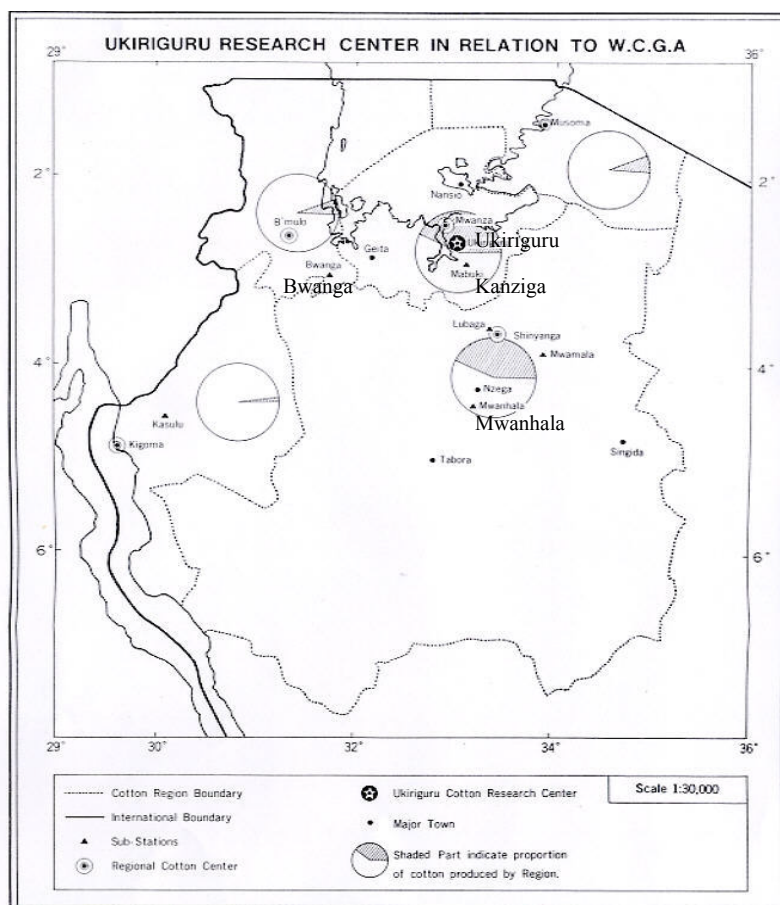 UKIRIGURU RESEARCH CENTER IN RELATION TO W.C.G.A
29° 36°
Musoma
2° 2°
Nansio
B'mulo Mwanza
Ukiriguru
Geita
Bwanga Mabuki
Bwanga Kanziga
Lubaga
Shinyanga
4° Mwamala 4°
Nzega
Kasulu Mwanhala
Mwanhala
Kigoma Singida
Tabora
6° 6°
29° 30° 32° 34° 36°
Cotton Region Boundary
International Boundary
Sub-Stations
Regional Cotton Center
Ukiriguru Cotton Research Center
Major Town
Shaded Part indicate proportion
of cotton produced by Region.
Scale 1:30,000